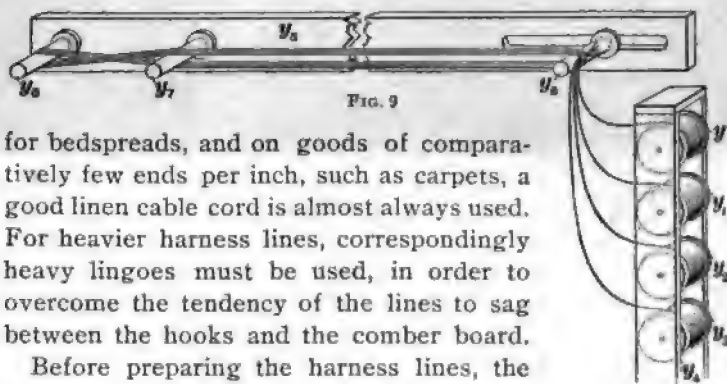 y₅
y₆ y₇ y₈
FIG. 9
y
y₁
y₂
y₃
y₄
for bedspreads, and on goods of compara-
tively few ends per inch, such as carpets, a
good linen cable cord is almost always used.
For heavier harness lines, correspondingly
heavy lingoes must be used, in order to
overcome the tendency of the lines to sag
between the hooks and the comber board.
Before preparing the harness lines, the